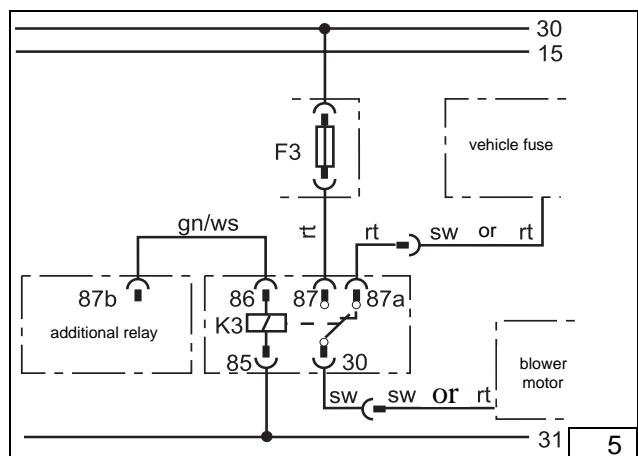 30
15
F3
vehicle fuse
gn/ws
rt
rt
sw or rt
87b
86
87
87a
additional relay
K3
85
30
blower
motor
sw
sw or rt
31
5